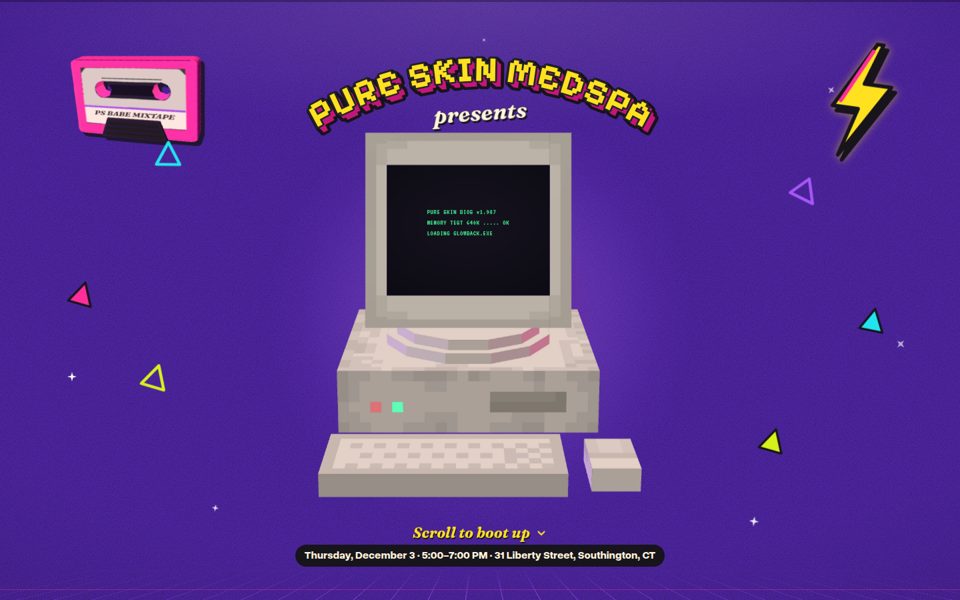 PURE SKIN MEDSPA
presents
PS BABE MIXTAPE
PURE SKIN BIOS v1.987
MEMORY TEST 640K ..... OK
LOADING GLOWBACK.EXE
Scroll to boot up
Thursday, December 3 · 5:00–7:00 PM · 31 Liberty Street, Southington, CT